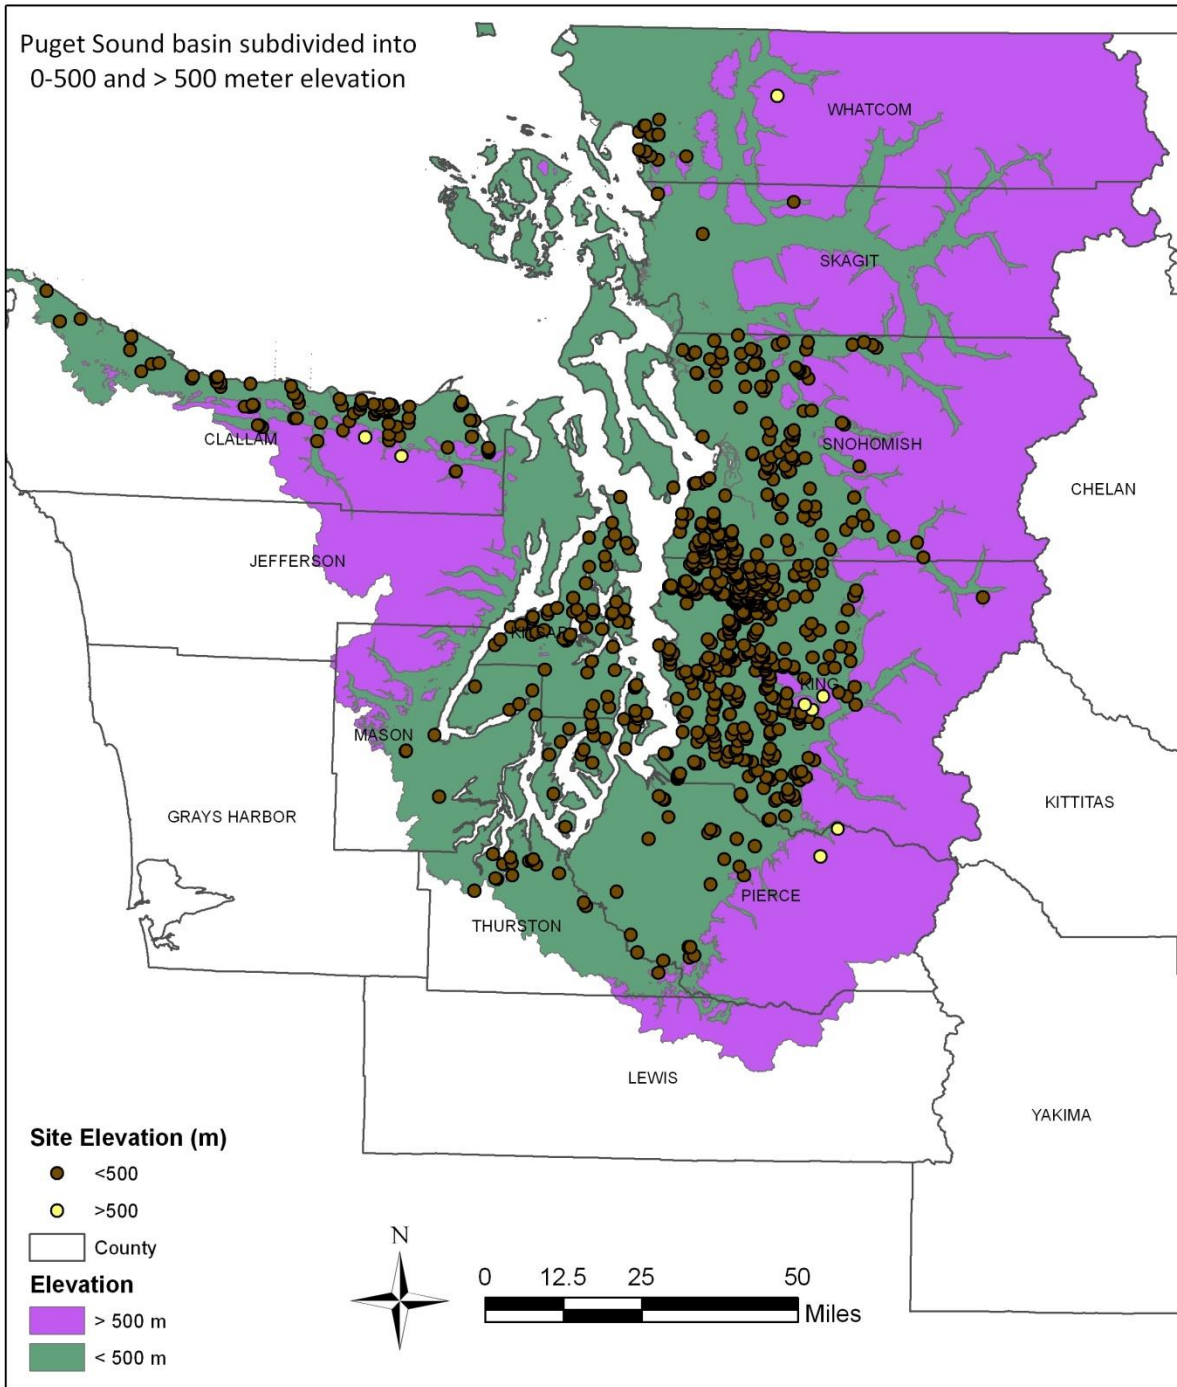 Puget Sound basin subdivided into
0-500 and > 500 meter elevation
WHATCOM
SKAGIT
CLALLAM
SNOHOMISH
CHELAN
JEFFERSON
KITSAP
KING
MASON
KITTITAS
GRAYS HARBOR
PIERCE
THURSTON
LEWIS
YAKIMA
Site Elevation (m)
<500
>500
County
Elevation
> 500 m
< 500 m
N
0 12.5 25 50
Miles